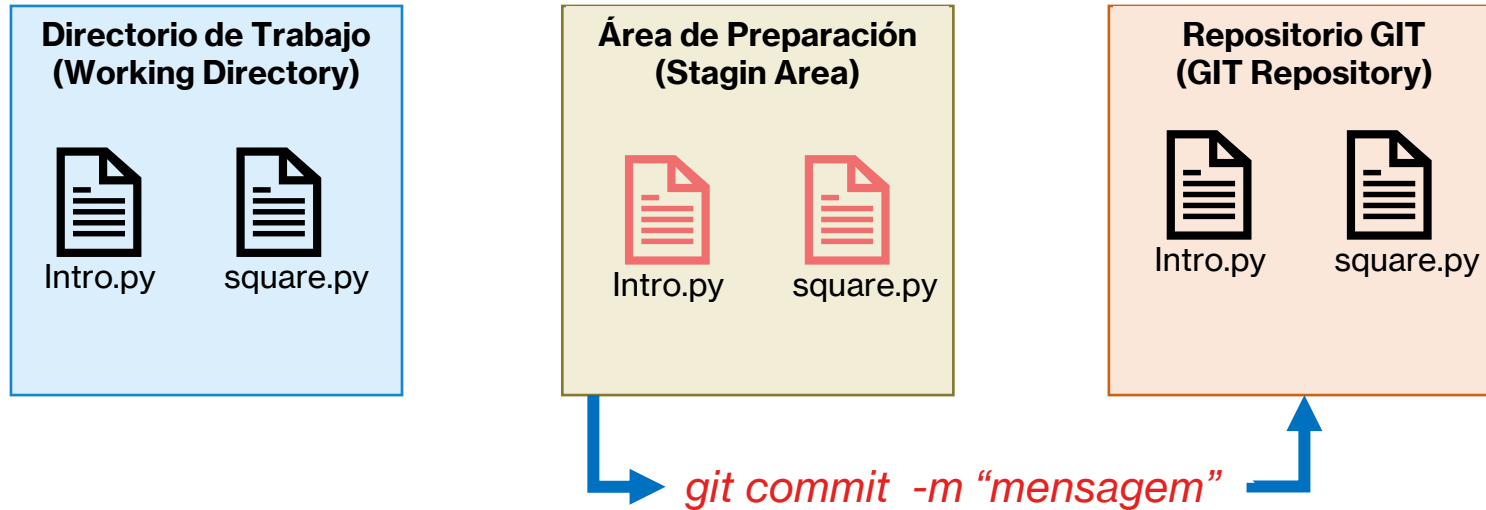 Directorio de Trabajo
(Working Directory)
Intro.py
square.py
Área de Preparación
(Stagin Area)
Intro.py
square.py
Repositorio GIT
(GIT Repository)
Intro.py
square.py
git commit -m “mensagem”